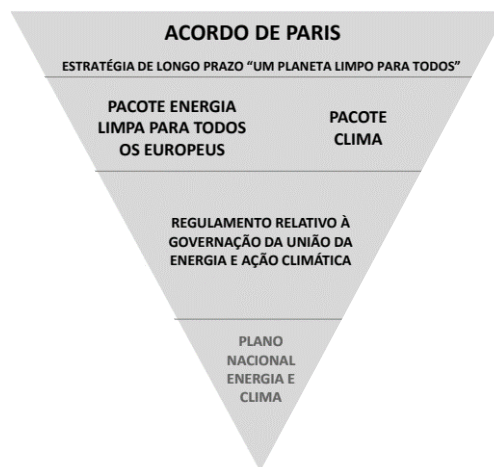 ACORDO DE PARIS
ESTRATÉGIA DE LONGO PRAZO "UM PLANETA LIMPO PARA TODOS"
PACOTE ENERGIA
LIMPA PARA TODOS
OS EUROPEUS
PACOTE
CLIMA
REGULAMENTO RELATIVO À
GOVERNAÇÃO DA UNIÃO DA
ENERGIA E AÇÃO CLIMÁTICA
PLANO
NACIONAL
ENERGIA E
CLIMA